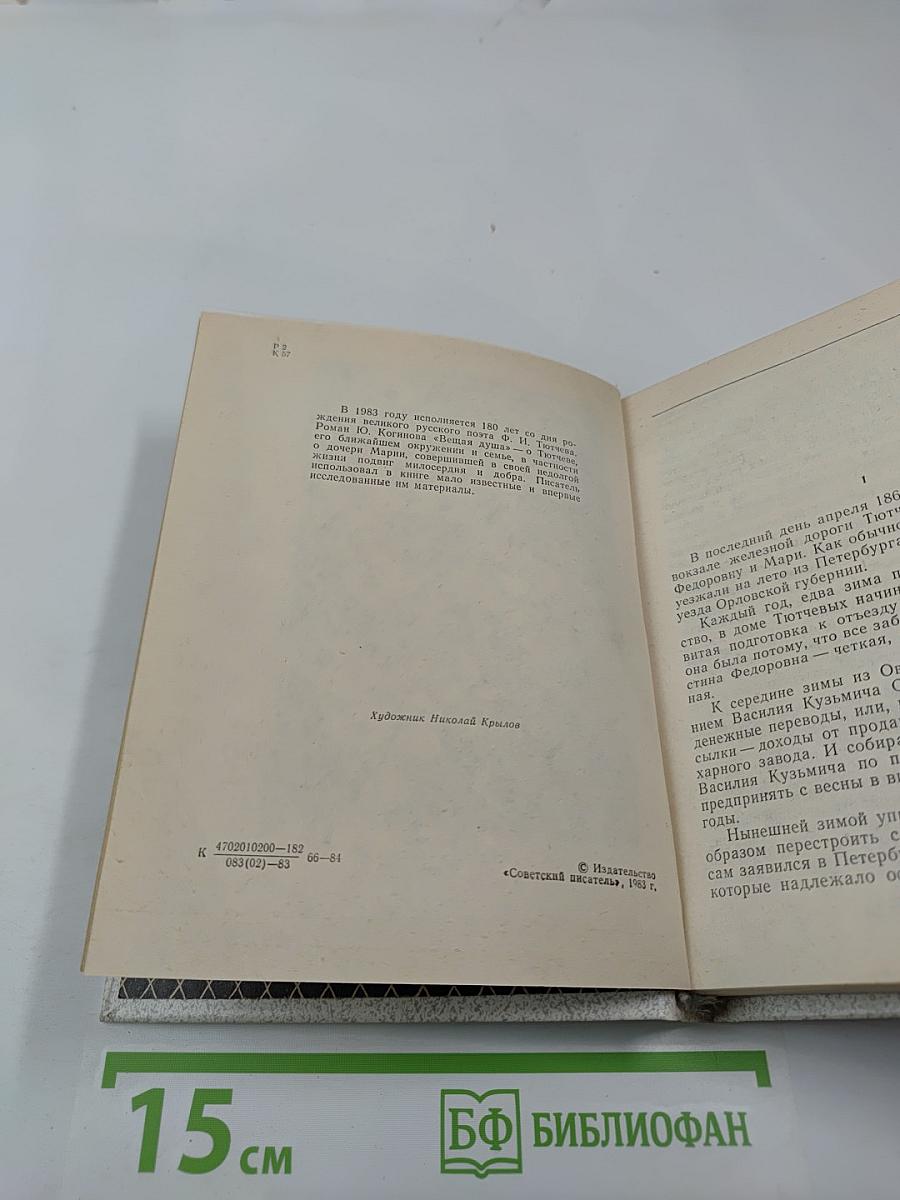 Р 2
К 57
В 1983 году исполняется 180 лет со дня ро-
ждения великого русского поэта Ф. И. Тютчева.
Роман Ю. Когинова «Вещая душа» — о Тютчеве,
его ближайшем окружении и семье, в частности
о дочери Марии, совершившей в своей недолгой
жизни подвиг милосердия и добра. Писатель
использовал в книге мало известные и впервые
исследованные им материалы.
Художник Николай Крылов
К 4702010200—182
083(02)—83 66—84
© Издательство
«Советский писатель», 1983 г.
1
В последний день апреля 186
вокзале железной дороги Тютч
Федоровну и Мари. Как обычно
уезжали на лето из Петербурга
уезда Орловской губернии.
Каждый год, едва зима п
ство, в доме Тютчевых начин
витая подготовка к отъезду
она была потому, что все заб
стина Федоровна — четкая,
ная.
К середине зимы из Ов
нием Василия Кузьмича С
денежные переводы, или,
сылки — доходы от прода
харного завода. И собира
Василия Кузьмича по п
предпринять с весны в в
годы.
Нынешней зимой упр
образом перестроить с
сам заявился в Петербу
которые надлежало ос
15 см
БФ БИБЛИОФАН